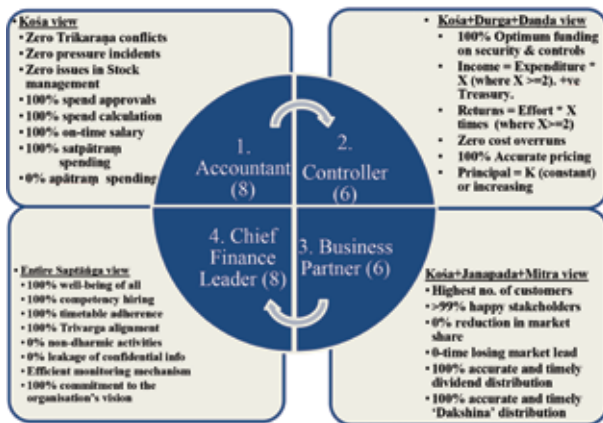 Kośa view
• Zero Trikaraṇa conflicts
• Zero pressure incidents
• Zero issues in Stock
management
• 100% spend approvals
• 100% spend calculation
• 100% on-time salary
• 100% satpātraṃ
spending
• 0% apātraṃ spending
• Kośa+Durga+Danda view
• 100% Optimum funding
on security & controls
• Income = Expenditure *
X (where X >=2). +ve
Treasury.
• Returns = Effort * X
times (where X>=2)
• Zero cost overruns
• 100% Accurate pricing
• Principal = K (constant)
or increasing
1.
Accountant
(8)
2.
Controller
(6)
4. Chief
Finance
Leader (8)
3. Business
Partner (6)
• Entire Saptāṅga view
• 100% well-being of all
• 100% competency hiring
• 100% timetable adherence
• 100% Trivarga alignment
• 0% non-dharmic activities
• 0% leakage of confidential info
• Efficient monitoring mechanism
• 100% commitment to the
organisation's vision
Kośa+Janapada+Mitra view
• Highest no. of customers
• >99% happy stakeholders
• 0% reduction in market
share
• 0-time losing market lead
• 100% accurate and timely
dividend distribution
• 100% accurate and timely
'Dakshina' distribution